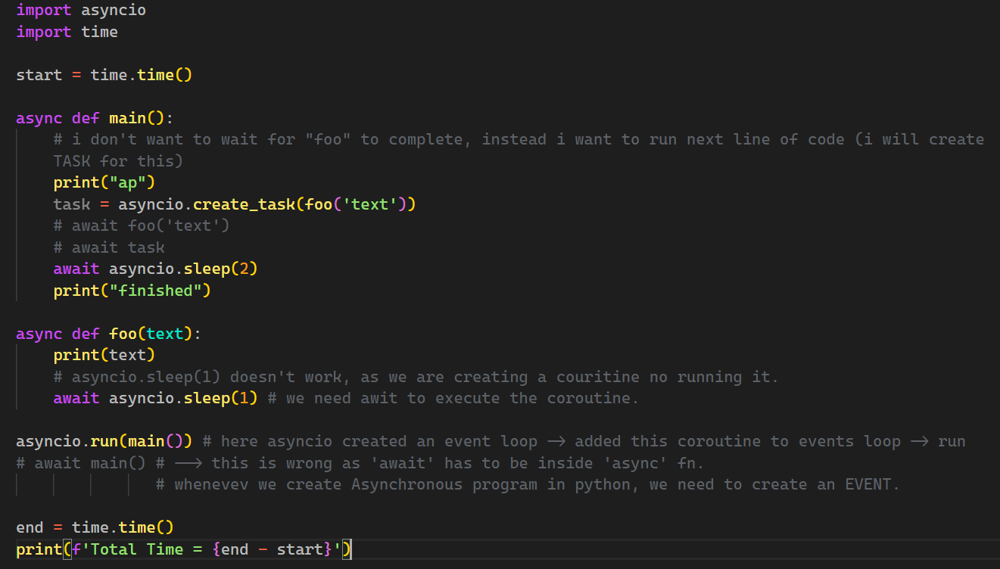 import asyncio
import time

start = time.time()

async def main():
    # i don't want to wait for "foo" to complete, instead i want to run next line of code (i will create
    TASK for this)
    print("ap")
    task = asyncio.create_task(foo('text'))
    # await foo('text')
    # await task
    await asyncio.sleep(2)
    print("finished")

async def foo(text):
    print(text)
    # asyncio.sleep(1) doesn't work, as we are creating a couritine no running it.
    await asyncio.sleep(1) # we need awit to execute the coroutine.

asyncio.run(main()) # here asyncio created an event loop --> added this coroutine to events loop --> run
# await main() # ---> this is wrong as 'await' has to be inside 'async' fn.
               # whenevev we create Asynchronous program in python, we need to create an EVENT.

end = time.time()
print(f'Total Time = {end - start}')